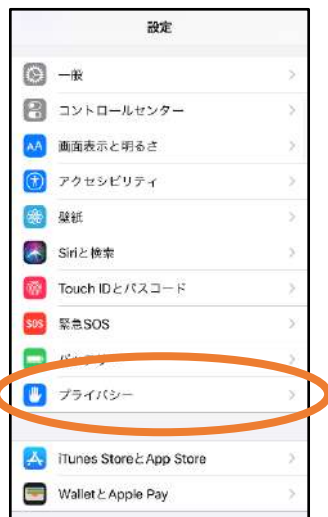 設定
一般
コントロールセンター
画面表示と明るさ
アクセシビリティ
壁紙
Siriと検索
Touch IDとパスコード
SOS 緊急SOS
プライバシー
iTunes StoreとApp Store
WalletとApple Pay